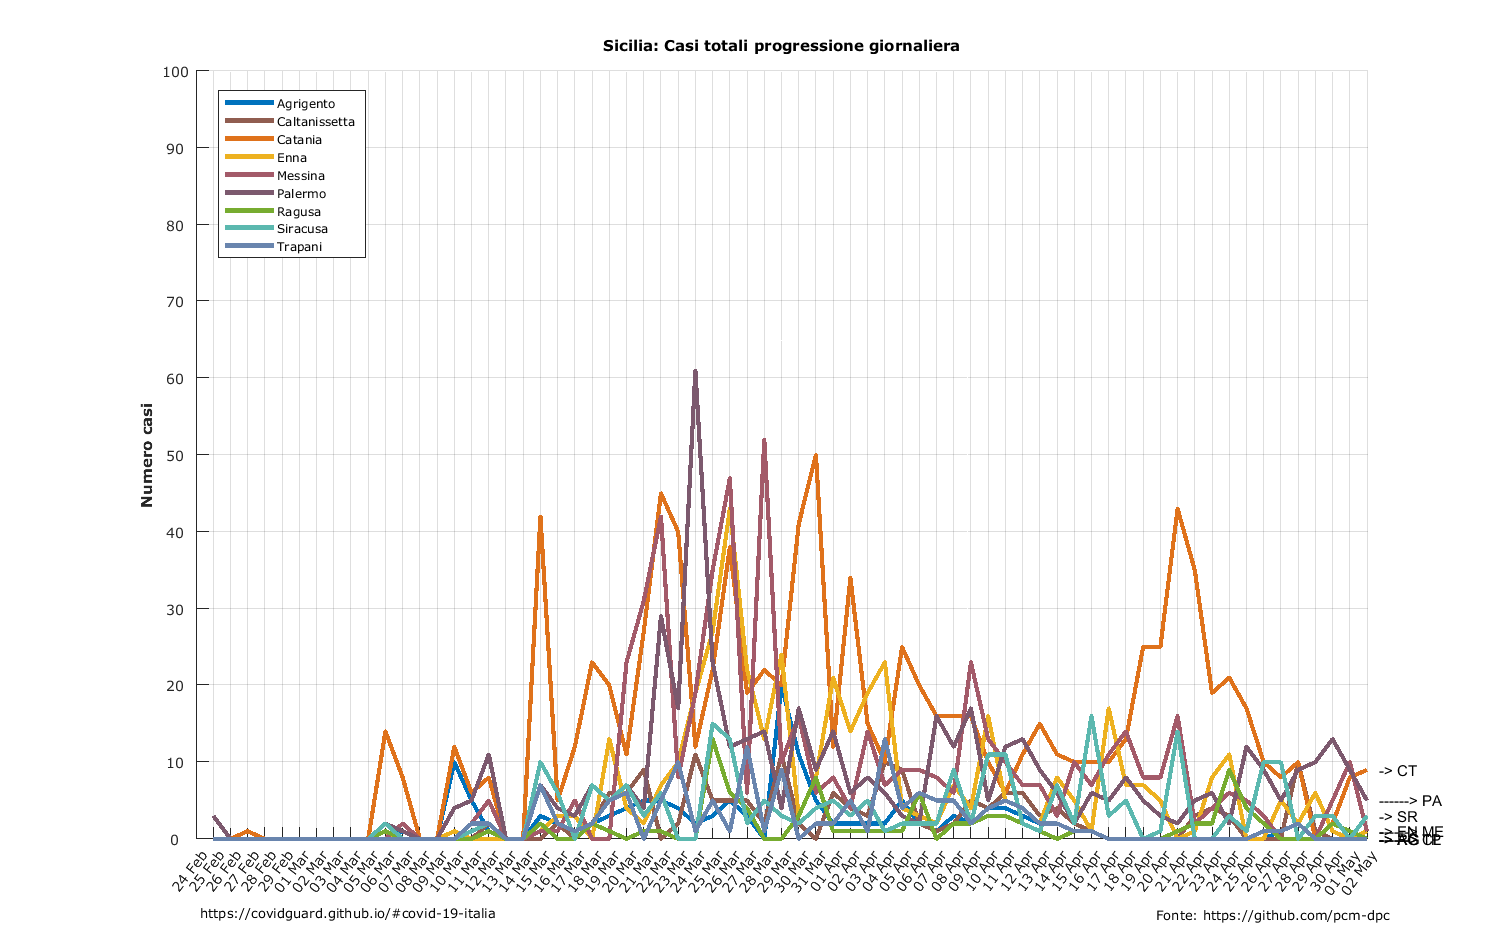 Sicilia: Casi totali progressione giornaliera
100
90
80
70
60
50
40
30
20
10
0
Numero casi
Agrigento
Caltanissetta
Catania
Enna
Messina
Palermo
Ragusa
Siracusa
Trapani
-> CT
------> PA
-> SR
24 Feb
25 Feb
26 Feb
27 Feb
28 Feb
29 Feb
01 Mar
02 Mar
03 Mar
04 Mar
05 Mar
06 Mar
07 Mar
08 Mar
09 Mar
10 Mar
11 Mar
12 Mar
13 Mar
14 Mar
15 Mar
16 Mar
17 Mar
18 Mar
19 Mar
20 Mar
21 Mar
22 Mar
23 Mar
24 Mar
25 Mar
26 Mar
27 Mar
28 Mar
29 Mar
30 Mar
31 Mar
01 Apr
02 Apr
03 Apr
04 Apr
05 Apr
06 Apr
07 Apr
08 Apr
09 Apr
10 Apr
11 Apr
12 Apr
13 Apr
14 Apr
15 Apr
16 Apr
17 Apr
18 Apr
19 Apr
20 Apr
21 Apr
22 Apr
23 Apr
24 Apr
25 Apr
26 Apr
27 Apr
28 Apr
29 Apr
30 Apr
01 May
02 May
https://covidguard.github.io/#covid-19-italia
Fonte: https://github.com/pcm-dpc